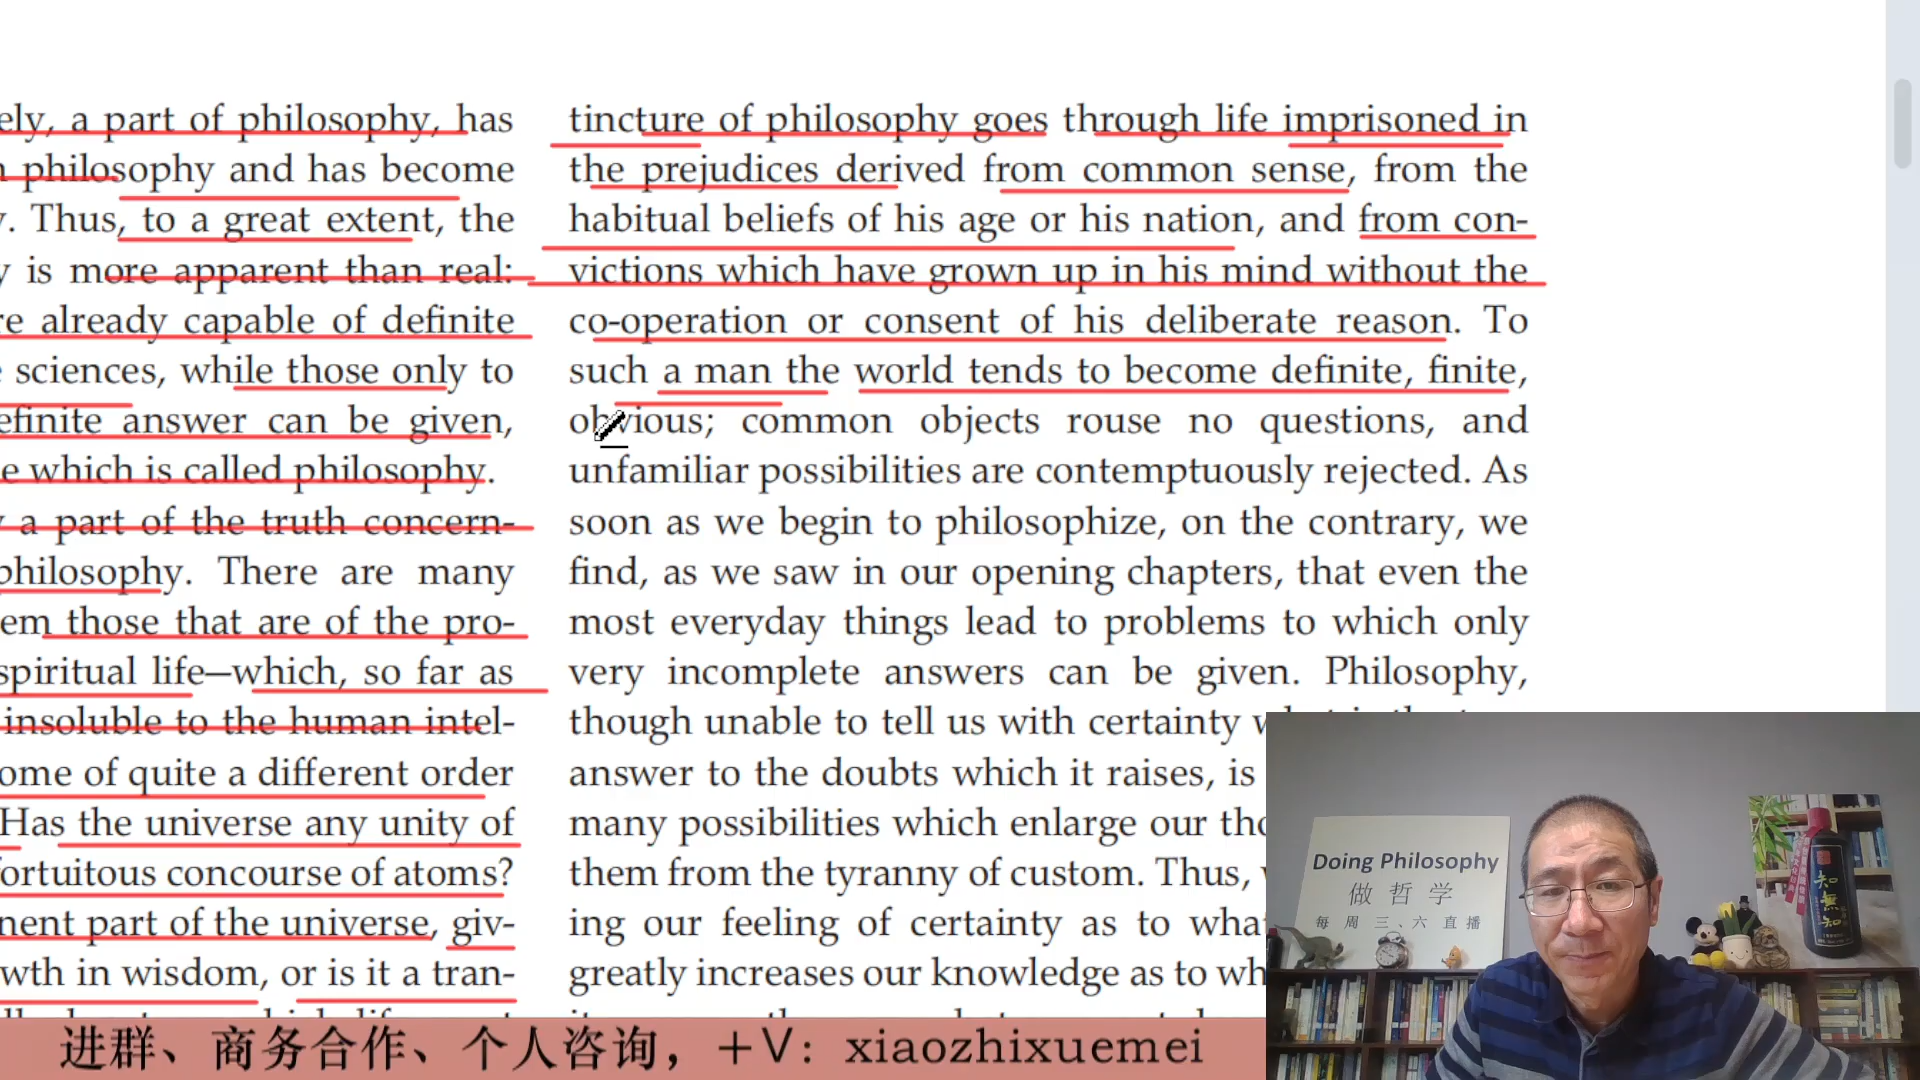 ely, a part of philosophy, has
philosophy and has become
. Thus, to a great extent, the
is more apparent than real:
already capable of definite
sciences, while those only to
definite answer can be given,
which is called philosophy.
a part of the truth concern-
philosophy. There are many
those that are of the pro-
spiritual life—which, so far as
insoluble to the human intel-
ome of quite a different order
Has the universe any unity of
fortuitous concourse of atoms?
nent part of the universe, giv-
wth in wisdom, or is it a tran-
tincture of philosophy goes through life imprisoned in
the prejudices derived from common sense, from the
habitual beliefs of his age or his nation, and from con-
victions which have grown up in his mind without the
co-operation or consent of his deliberate reason. To
such a man the world tends to become definite, finite,
obvious; common objects rouse no questions, and
unfamiliar possibilities are contemptuously rejected. As
soon as we begin to philosophize, on the contrary, we
find, as we saw in our opening chapters, that even the
most everyday things lead to problems to which only
very incomplete answers can be given. Philosophy,
though unable to tell us with certainty
answer to the doubts which it raises, is
many possibilities which enlarge our tho
them from the tyranny of custom. Thus,
ing our feeling of certainty as to what
greatly increases our knowledge as to wh
Doing Philosophy
做哲学
每周三、六直播
知無知
进群、商务合作、个人咨询，+V：xiaozhixuemei